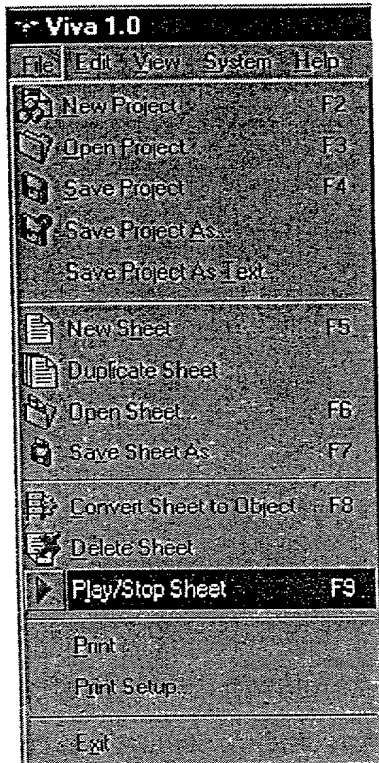 Viva 1.0
File Edit View System Help
New Project... F2
Open Project... F3
Save Project F4
Save Project As...
Save Project As Text...
New Sheet F5
Duplicate Sheet
Open Sheet... F6
Save Sheet As... F7
Convert Sheet to Object F8
Delete Sheet
Play/Stop Sheet F9
Print...
Print Setup...
Exit